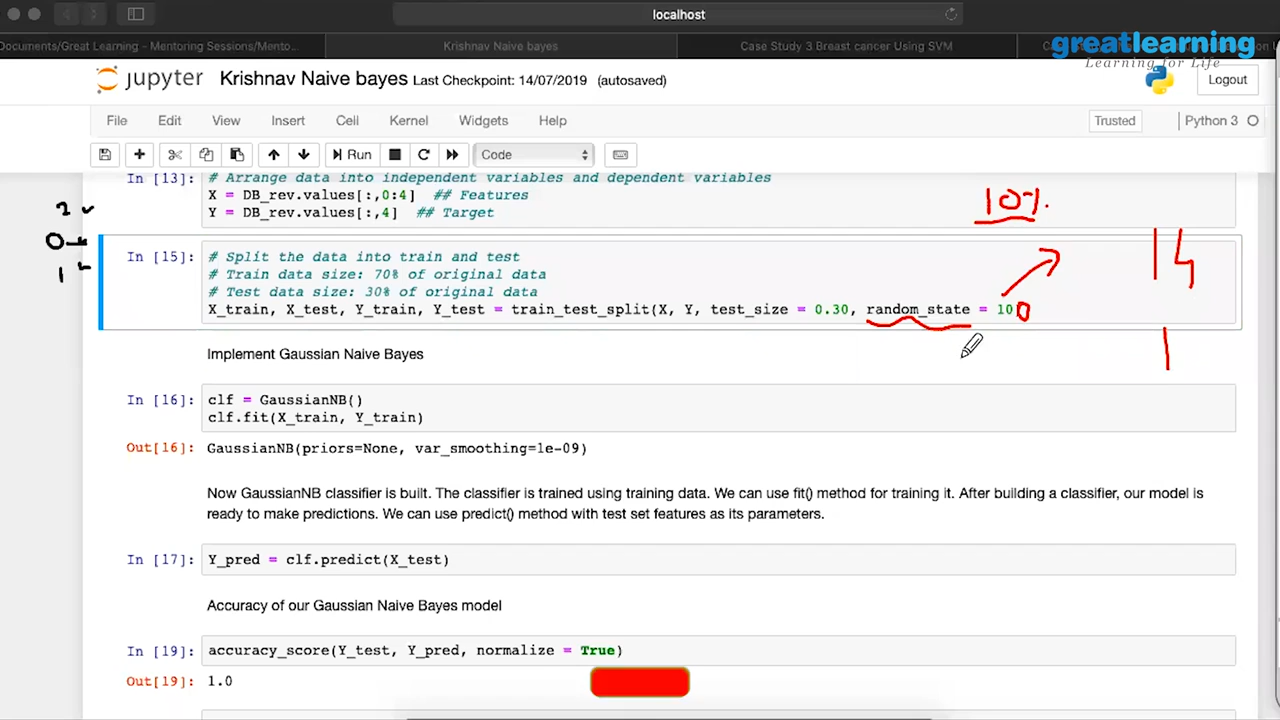 localhost
Documents/Great Learning - Mentoring Sessions/Mento...
Krishnav Naive bayes
Case Study 3 Breast cancer Using SVM
greatlearning
Learning for Life
jupyter
Krishnav Naive bayes Last Checkpoint: 14/07/2019 (autosaved)
Logout
File Edit View Insert Cell Kernel Widgets Help
Trusted
Python 3
Run
Code
In [13]:
# Arrange data into independent variables and dependent variables
X = DB_rev.values[:,0:4] ## Features
Y = DB_rev.values[:,4] ## Target
10%.
2
0
1
14
1
In [15]:
# Split the data into train and test
# Train data size: 70% of original data
# Test data size: 30% of original data
X_train, X_test, Y_train, Y_test = train_test_split(X, Y, test_size = 0.30, random_state = 10 0
Implement Gaussian Naive Bayes
In [16]:
clf = GaussianNB()
clf.fit(X_train, Y_train)
Out[16]: GaussianNB(priors=None, var_smoothing=1e-09)
Now GaussianNB classifier is built. The classifier is trained using training data. We can use fit() method for training it. After building a classifier, our model is
ready to make predictions. We can use predict() method with test set features as its parameters.
In [17]: Y_pred = clf.predict(X_test)
Accuracy of our Gaussian Naive Bayes model
In [19]: accuracy_score(Y_test, Y_pred, normalize = True)
Out[19]: 1.0